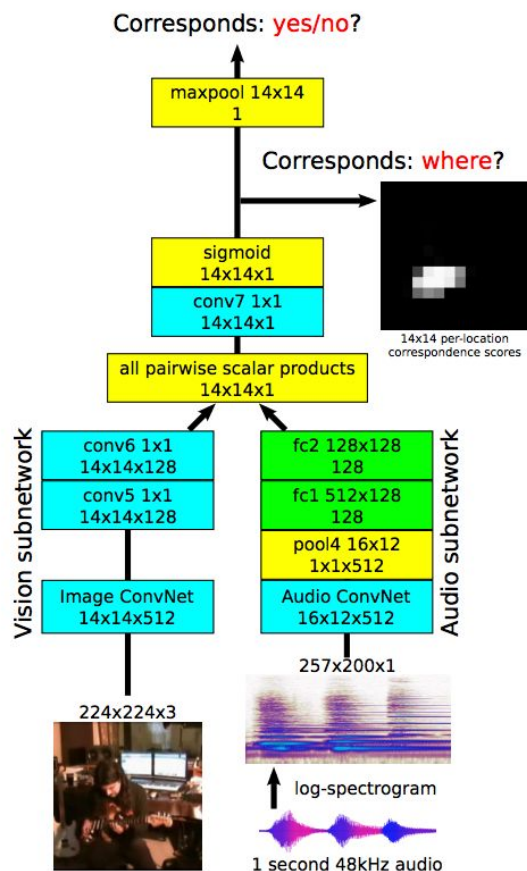 Corresponds: yes/no?
maxpool 14x14
1
Corresponds: where?
sigmoid
14x14x1
conv7 1x1
14x14x1
14x14 per-location
correspondence scores
all pairwise scalar products
14x14x1
Vision subnetwork
conv6 1x1
14x14x128
conv5 1x1
14x14x128
Image ConvNet
14x14x512
224x224x3
Audio subnetwork
fc2 128x128
128
fc1 512x128
128
pool4 16x12
1x1x512
Audio ConvNet
16x12x512
257x200x1
log-spectrogram
1 second 48kHz audio